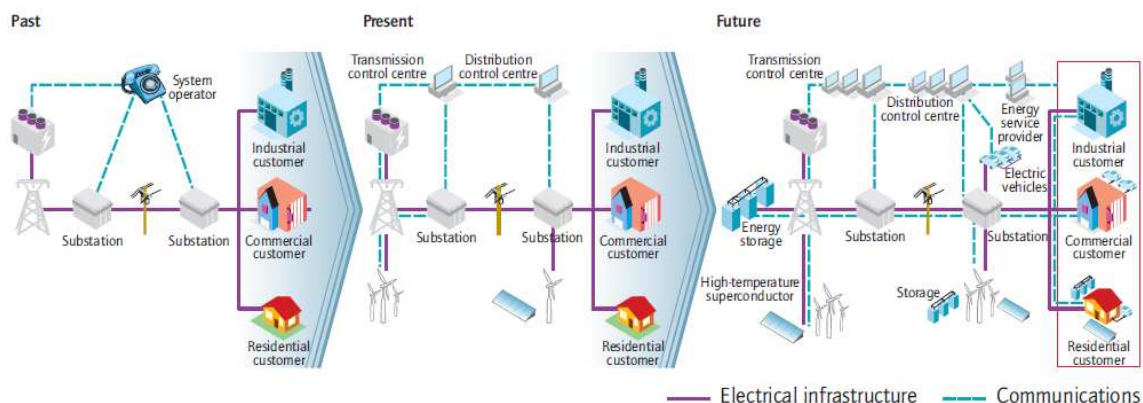 Past
System
operator
Industrial
customer
Substation
Substation
Commercial
customer
Residential
customer
Present
Transmission
control centre
Distribution
control centre
Industrial
customer
Substation
Substation
Commercial
customer
Residential
customer
Future
Transmission
control centre
Distribution
control centre
Energy
service
provider
Industrial
customer
Electric
vehicles
Energy
storage
Substation
Substation
Commercial
customer
High-temperature
superconductor
Storage
Residential
customer
Electrical infrastructure
Communications